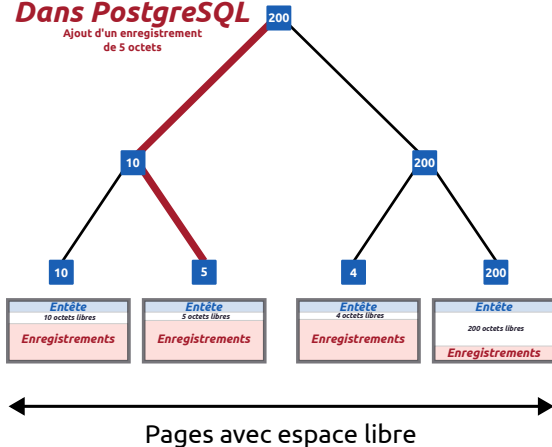 Dans PostgreSQL
Ajout d'un enregistrement
de 5 octets
200
10
200
10
5
4
200
Entête
10 octets libres
Enregistrements
Entête
5 octets libres
Enregistrements
Entête
4 octets libres
Enregistrements
Entête
200 octets libres
Enregistrements
Pages avec espace libre